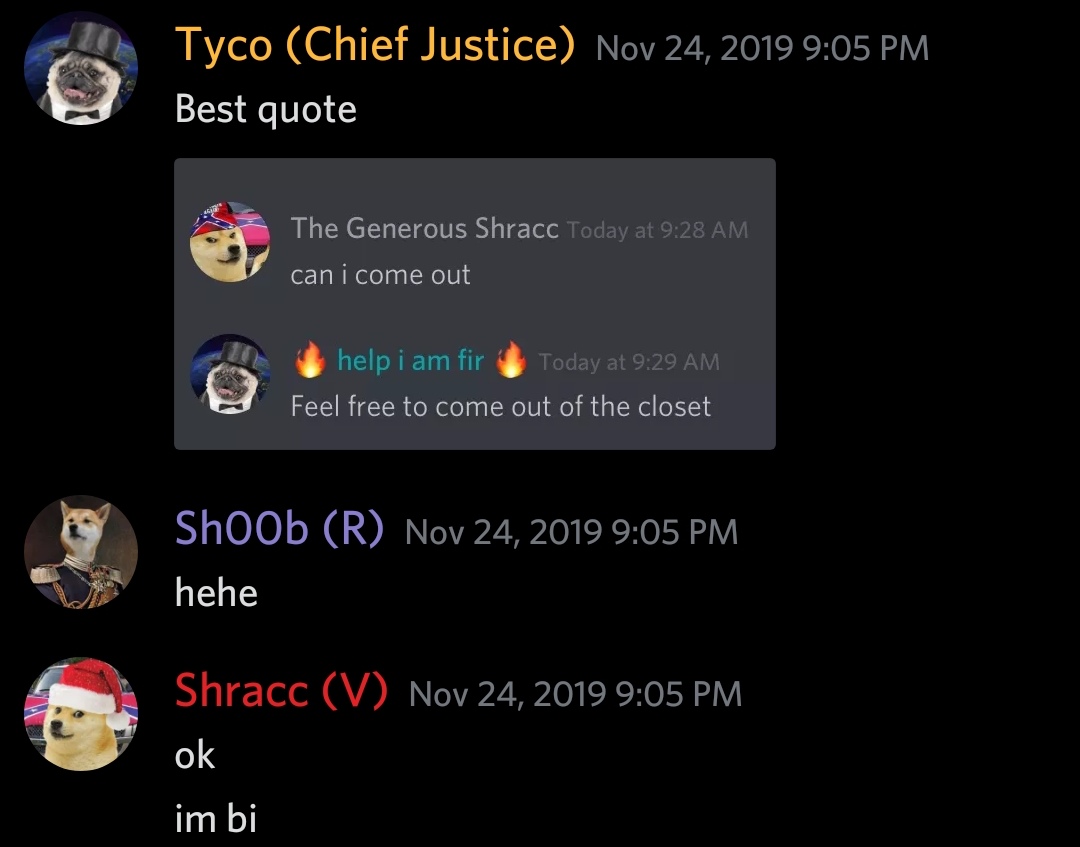 Tyco (Chief Justice) Nov 24, 2019 9:05 PM
Best quote
The Generous Shracc Today at 9:28 AM
can i come out
🔥 help i am fir 🔥 Today at 9:29 AM
Feel free to come out of the closet
Sh00b (R) Nov 24, 2019 9:05 PM
hehe
Shracc (V) Nov 24, 2019 9:05 PM
ok
im bi